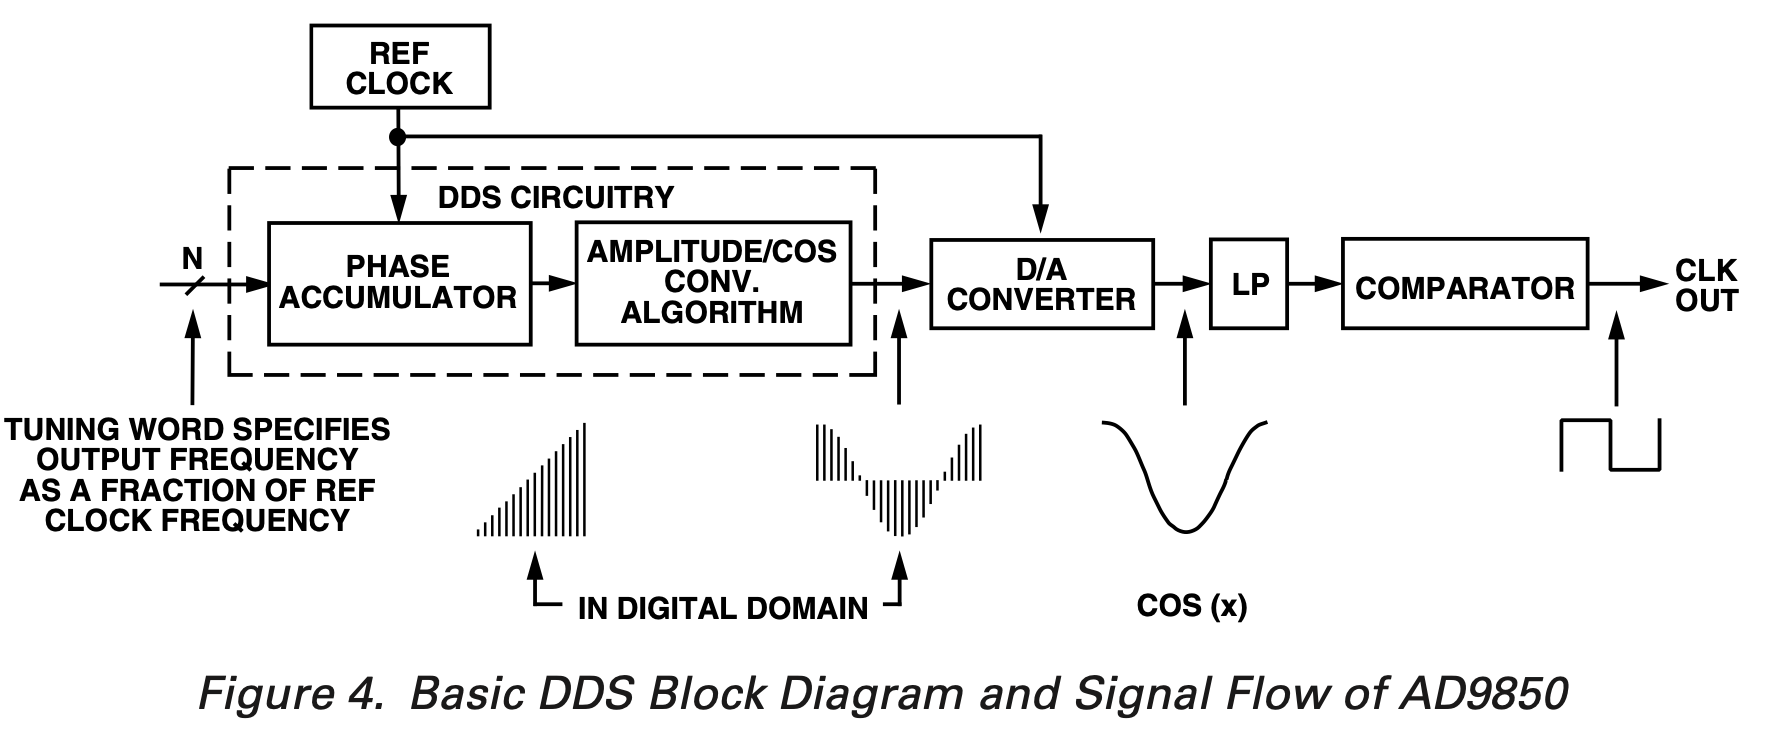 REF
CLOCK
DDS CIRCUITRY
N
PHASE
ACCUMULATOR
AMPLITUDE/COS
CONV.
ALGORITHM
D/A
CONVERTER
LP
COMPARATOR
CLK
OUT
TUNING WORD SPECIFIES
OUTPUT FREQUENCY
AS A FRACTION OF REF
CLOCK FREQUENCY
IN DIGITAL DOMAIN
COS (x)
Figure 4. Basic DDS Block Diagram and Signal Flow of AD9850